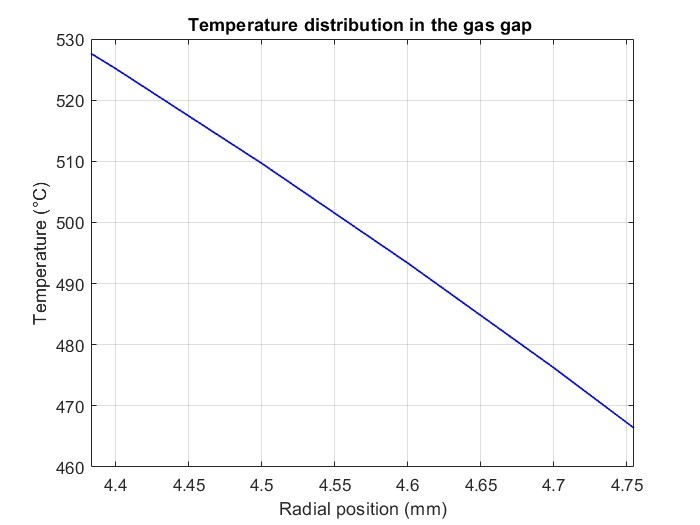 Temperature distribution in the gas gap
Temperature (°C)
530
520
510
500
490
480
470
460
4.4 4.45 4.5 4.55 4.6 4.65 4.7 4.75
Radial position (mm)